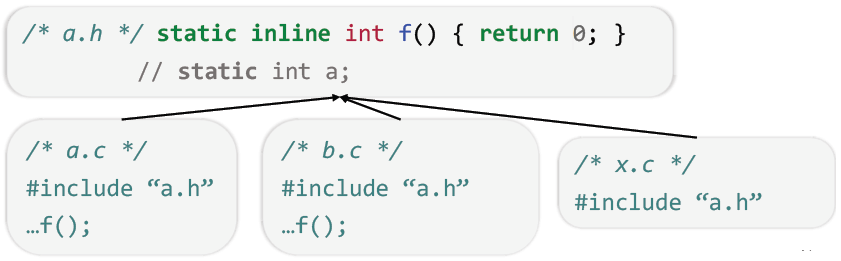 /* a.h */ static inline int f() { return 0; }
// static int a;
/* a.c */
#include “a.h”
…f();
/* b.c */
#include “a.h”
…f();
/* x.c */
#include “a.h”